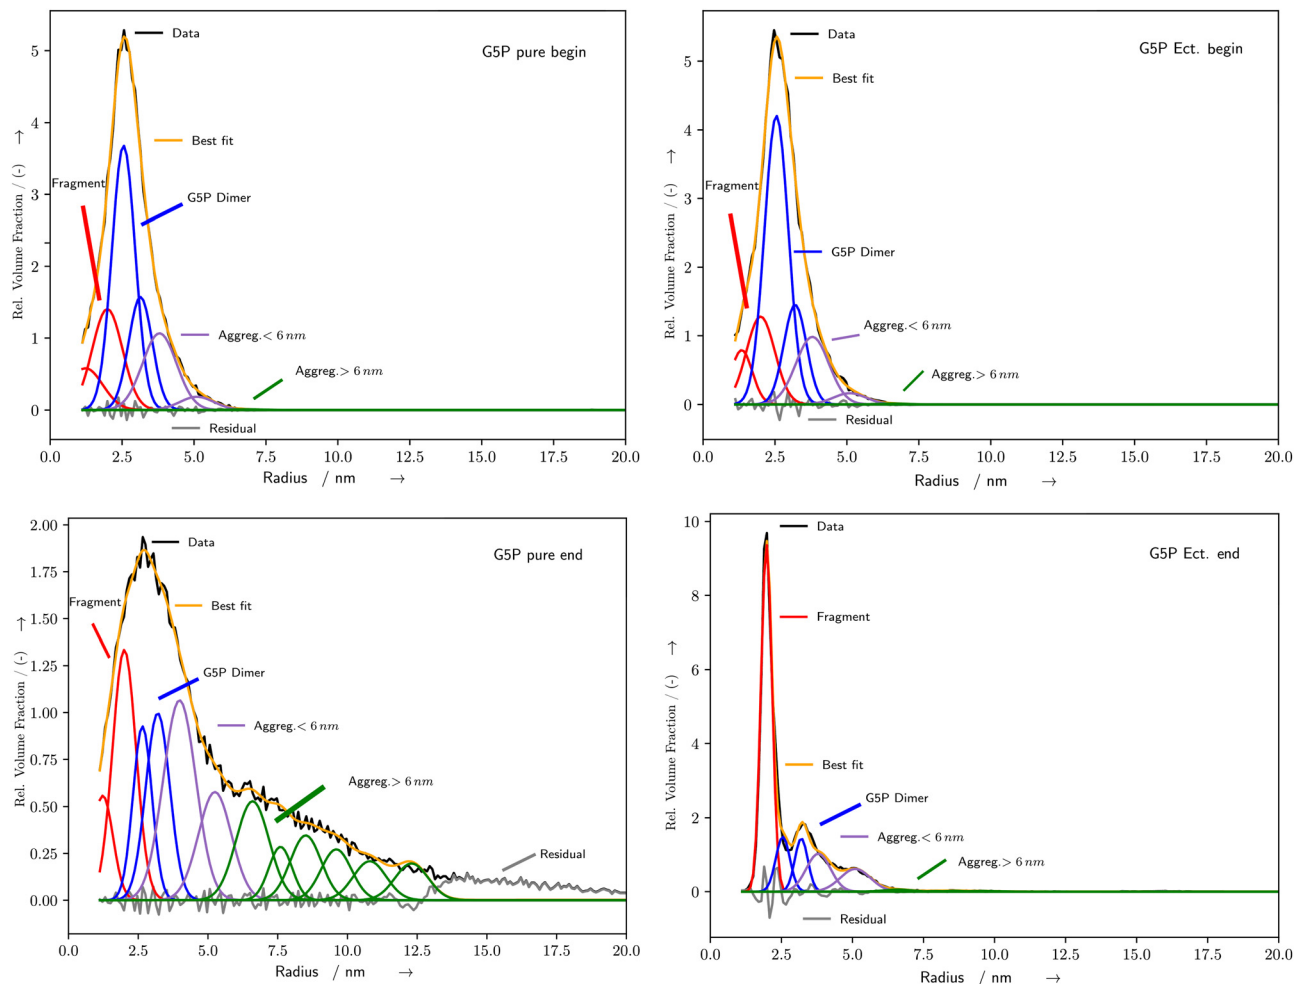 G5P pure begin
Data
Best fit
Fragment
G5P Dimer
Aggreg.< 6 nm
Aggreg.> 6 nm
Residual
Rel. Volume Fraction / (-) →
5
4
3
2
1
0
0.0 2.5 5.0 7.5 10.0 12.5 15.0 17.5 20.0
Radius / nm →
G5P Ect. begin
Data
Best fit
Fragment
G5P Dimer
Aggreg.< 6 nm
Aggreg.> 6 nm
Residual
Rel. Volume Fraction / (-) →
5
4
3
2
1
0
0.0 2.5 5.0 7.5 10.0 12.5 15.0 17.5 20.0
Radius / nm →
G5P pure end
Data
Fragment
Best fit
G5P Dimer
Aggreg.< 6 nm
Aggreg.> 6 nm
Residual
Rel. Volume Fraction / (-) →
2.00
1.75
1.50
1.25
1.00
0.75
0.50
0.25
0.00
0.0 2.5 5.0 7.5 10.0 12.5 15.0 17.5 20.0
Radius / nm →
G5P Ect. end
Data
Fragment
Best fit
G5P Dimer
Aggreg.< 6 nm
Aggreg.> 6 nm
Residual
Rel. Volume Fraction / (-) →
10
8
6
4
2
0
0.0 2.5 5.0 7.5 10.0 12.5 15.0 17.5 20.0
Radius / nm →